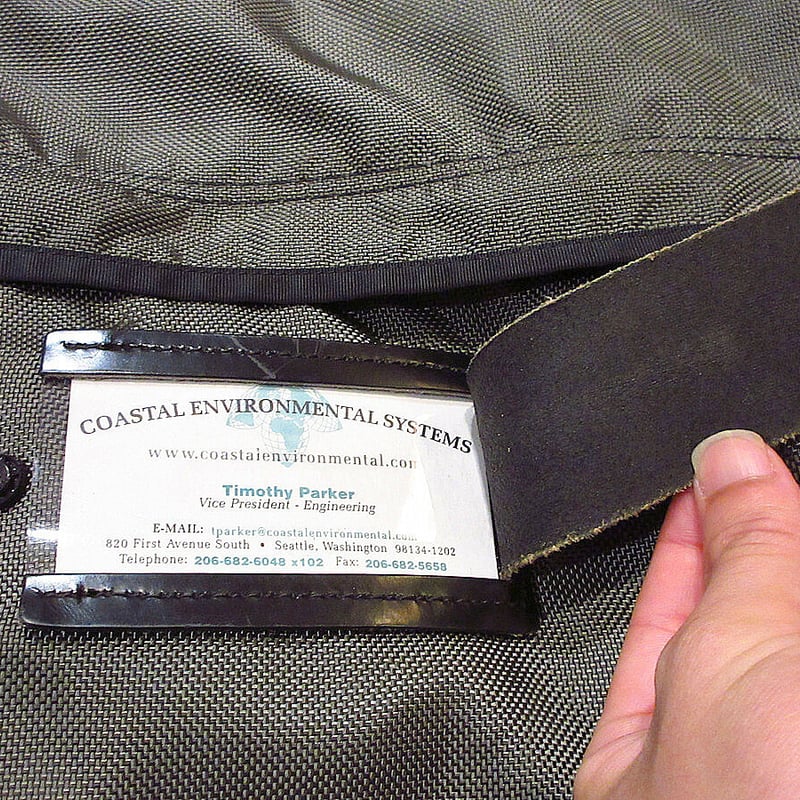 COASTAL ENVIRONMENTAL SYSTEMS
www.coastalenvironmental.com
Timothy Parker
Vice President - Engineering
E-MAIL: tparker@coastalenvironmental.com
820 First Avenue South • Seattle, Washington 98134-1202
Telephone: 206-682-6048 x102 Fax: 206-682-5658